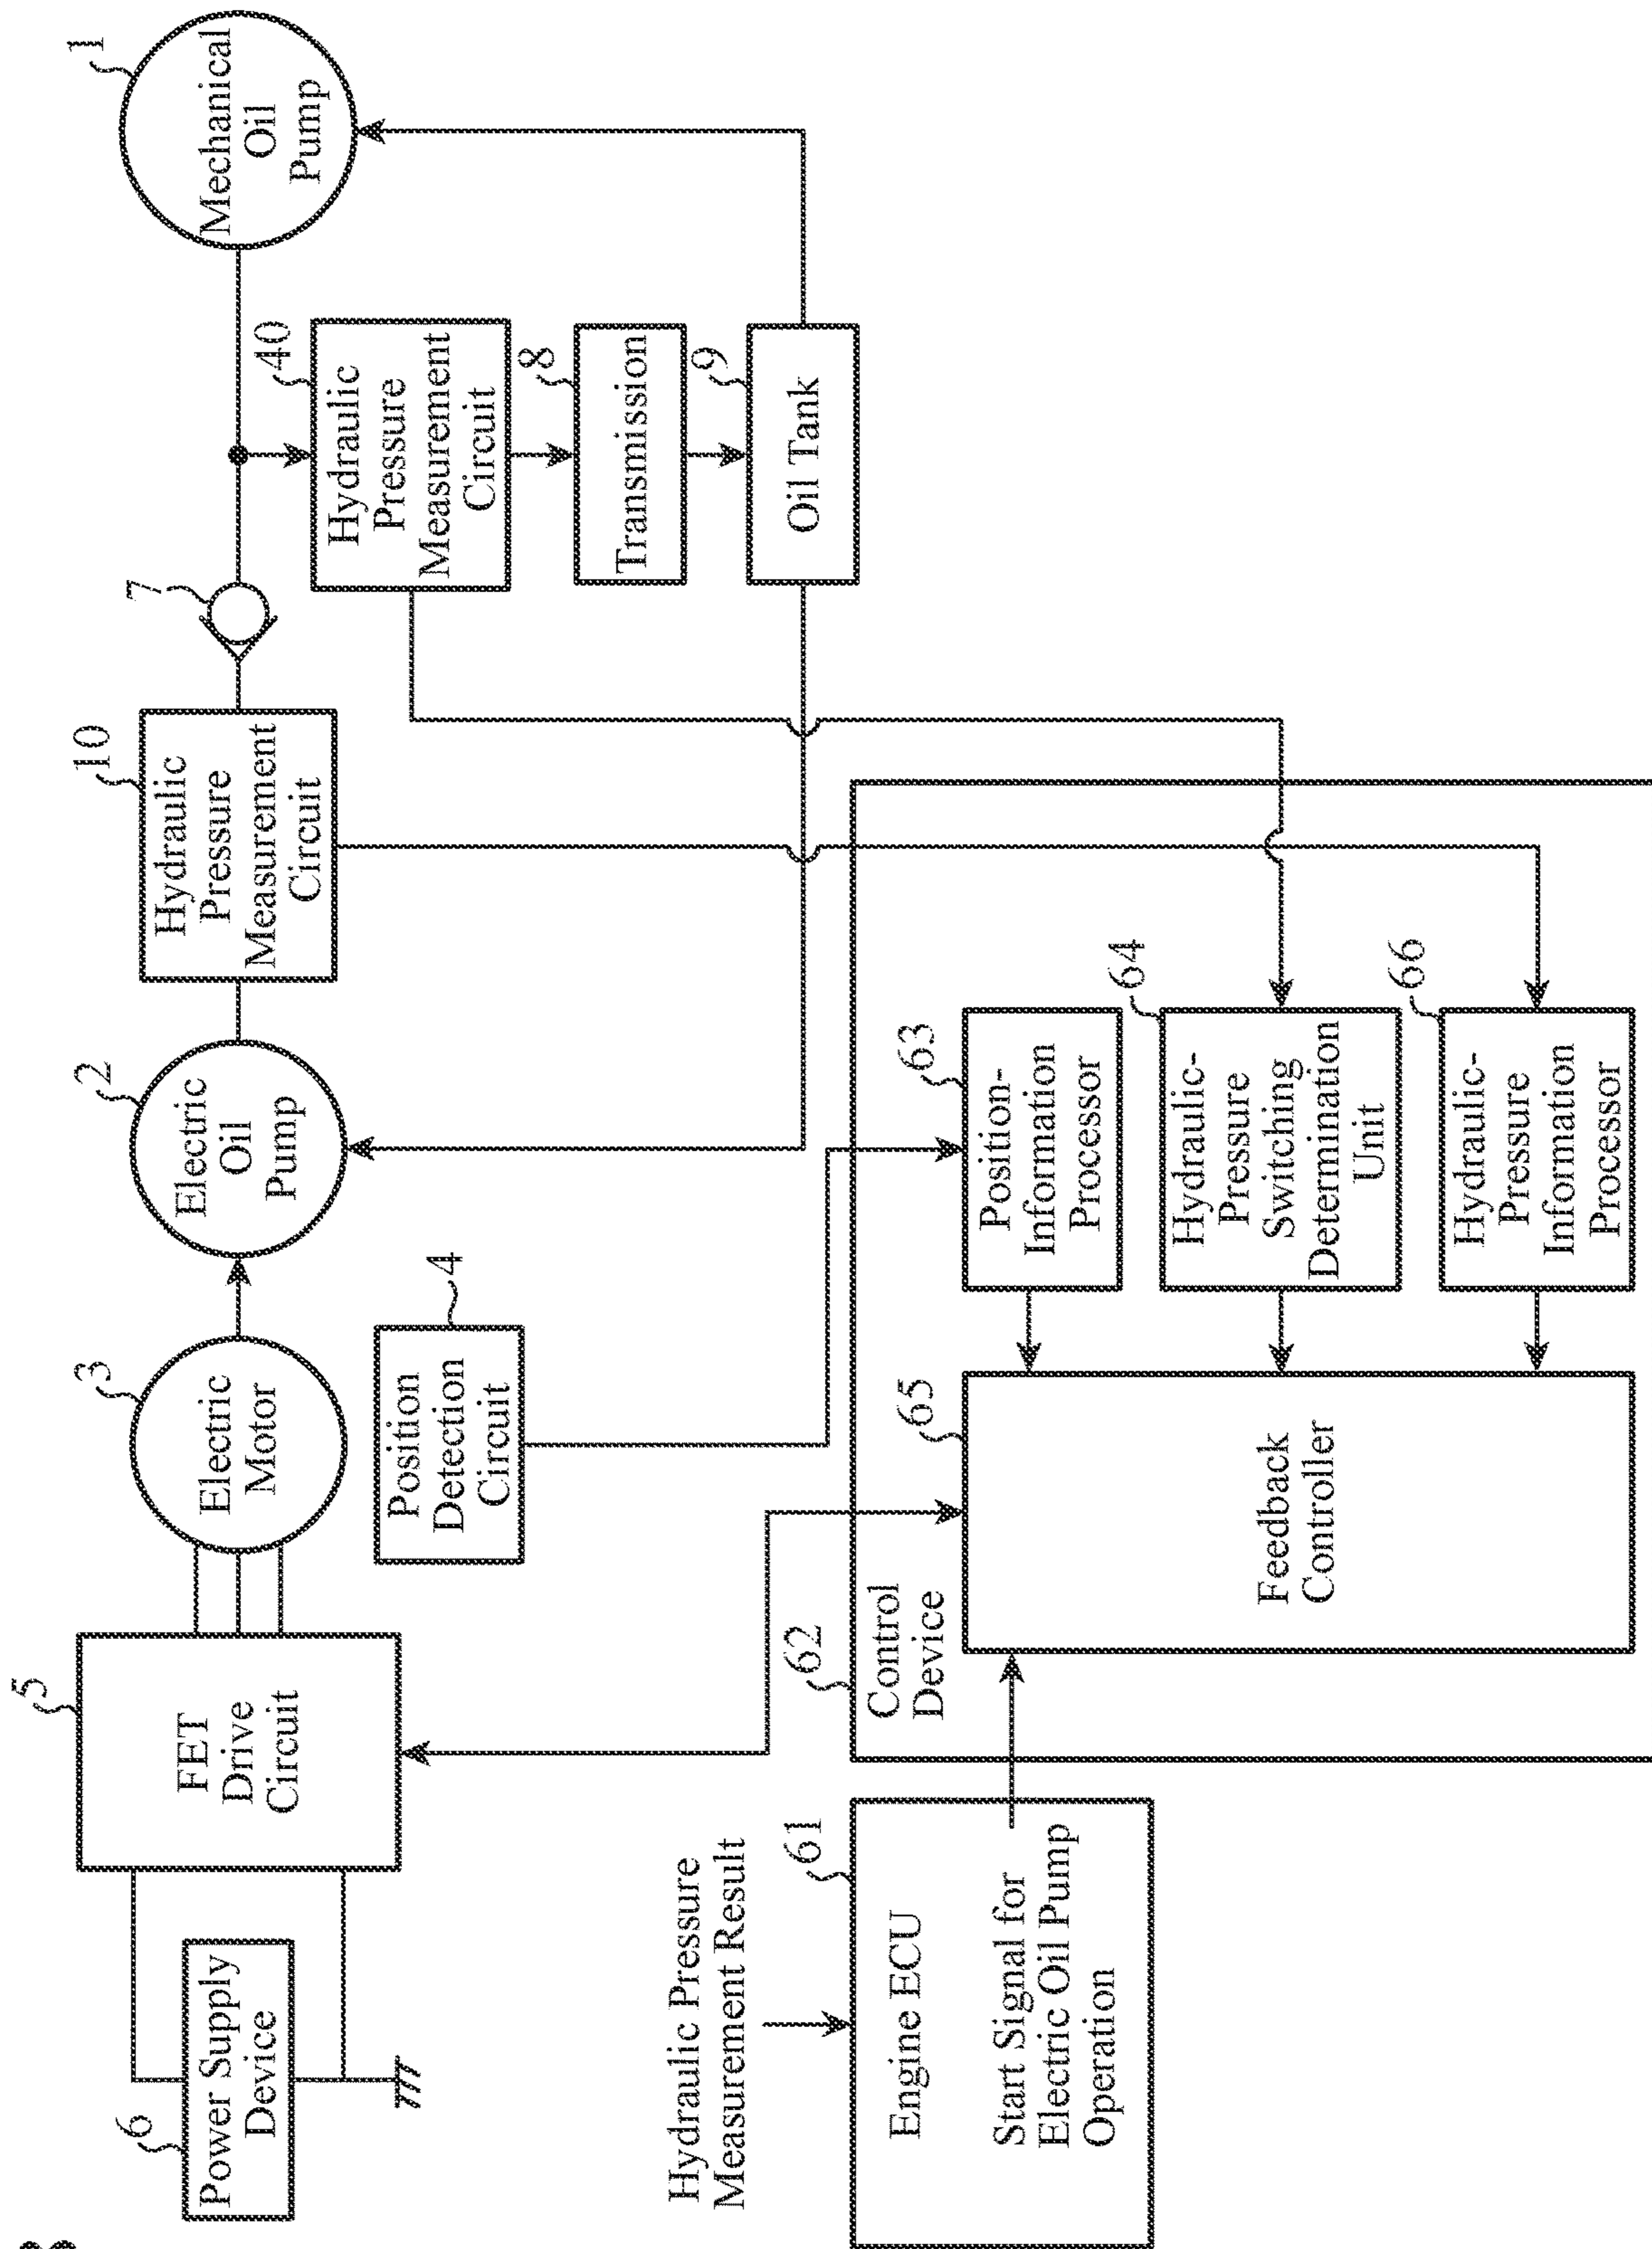 6
Power Supply
Device
5
FET
Drive
Circuit
3
Electric
Motor
2
Electric
Oil
Pump
10
Hydraulic
Pressure
Measurement
Circuit
7
1
Mechanical
Oil
Pump
4
Position
Detection
Circuit
40
Hydraulic
Pressure
Measurement
Circuit
8
Transmission
9
Oil Tank
Hydraulic Pressure
Measurement Result
61
Engine ECU
Start Signal for
Electric Oil Pump
Operation
62
Control
Device
65
Feedback
Controller
63
Position-
Information
Processor
64
Hydraulic-
Pressure
Switching
Determination
Unit
66
Hydraulic-
Pressure
Information
Processor